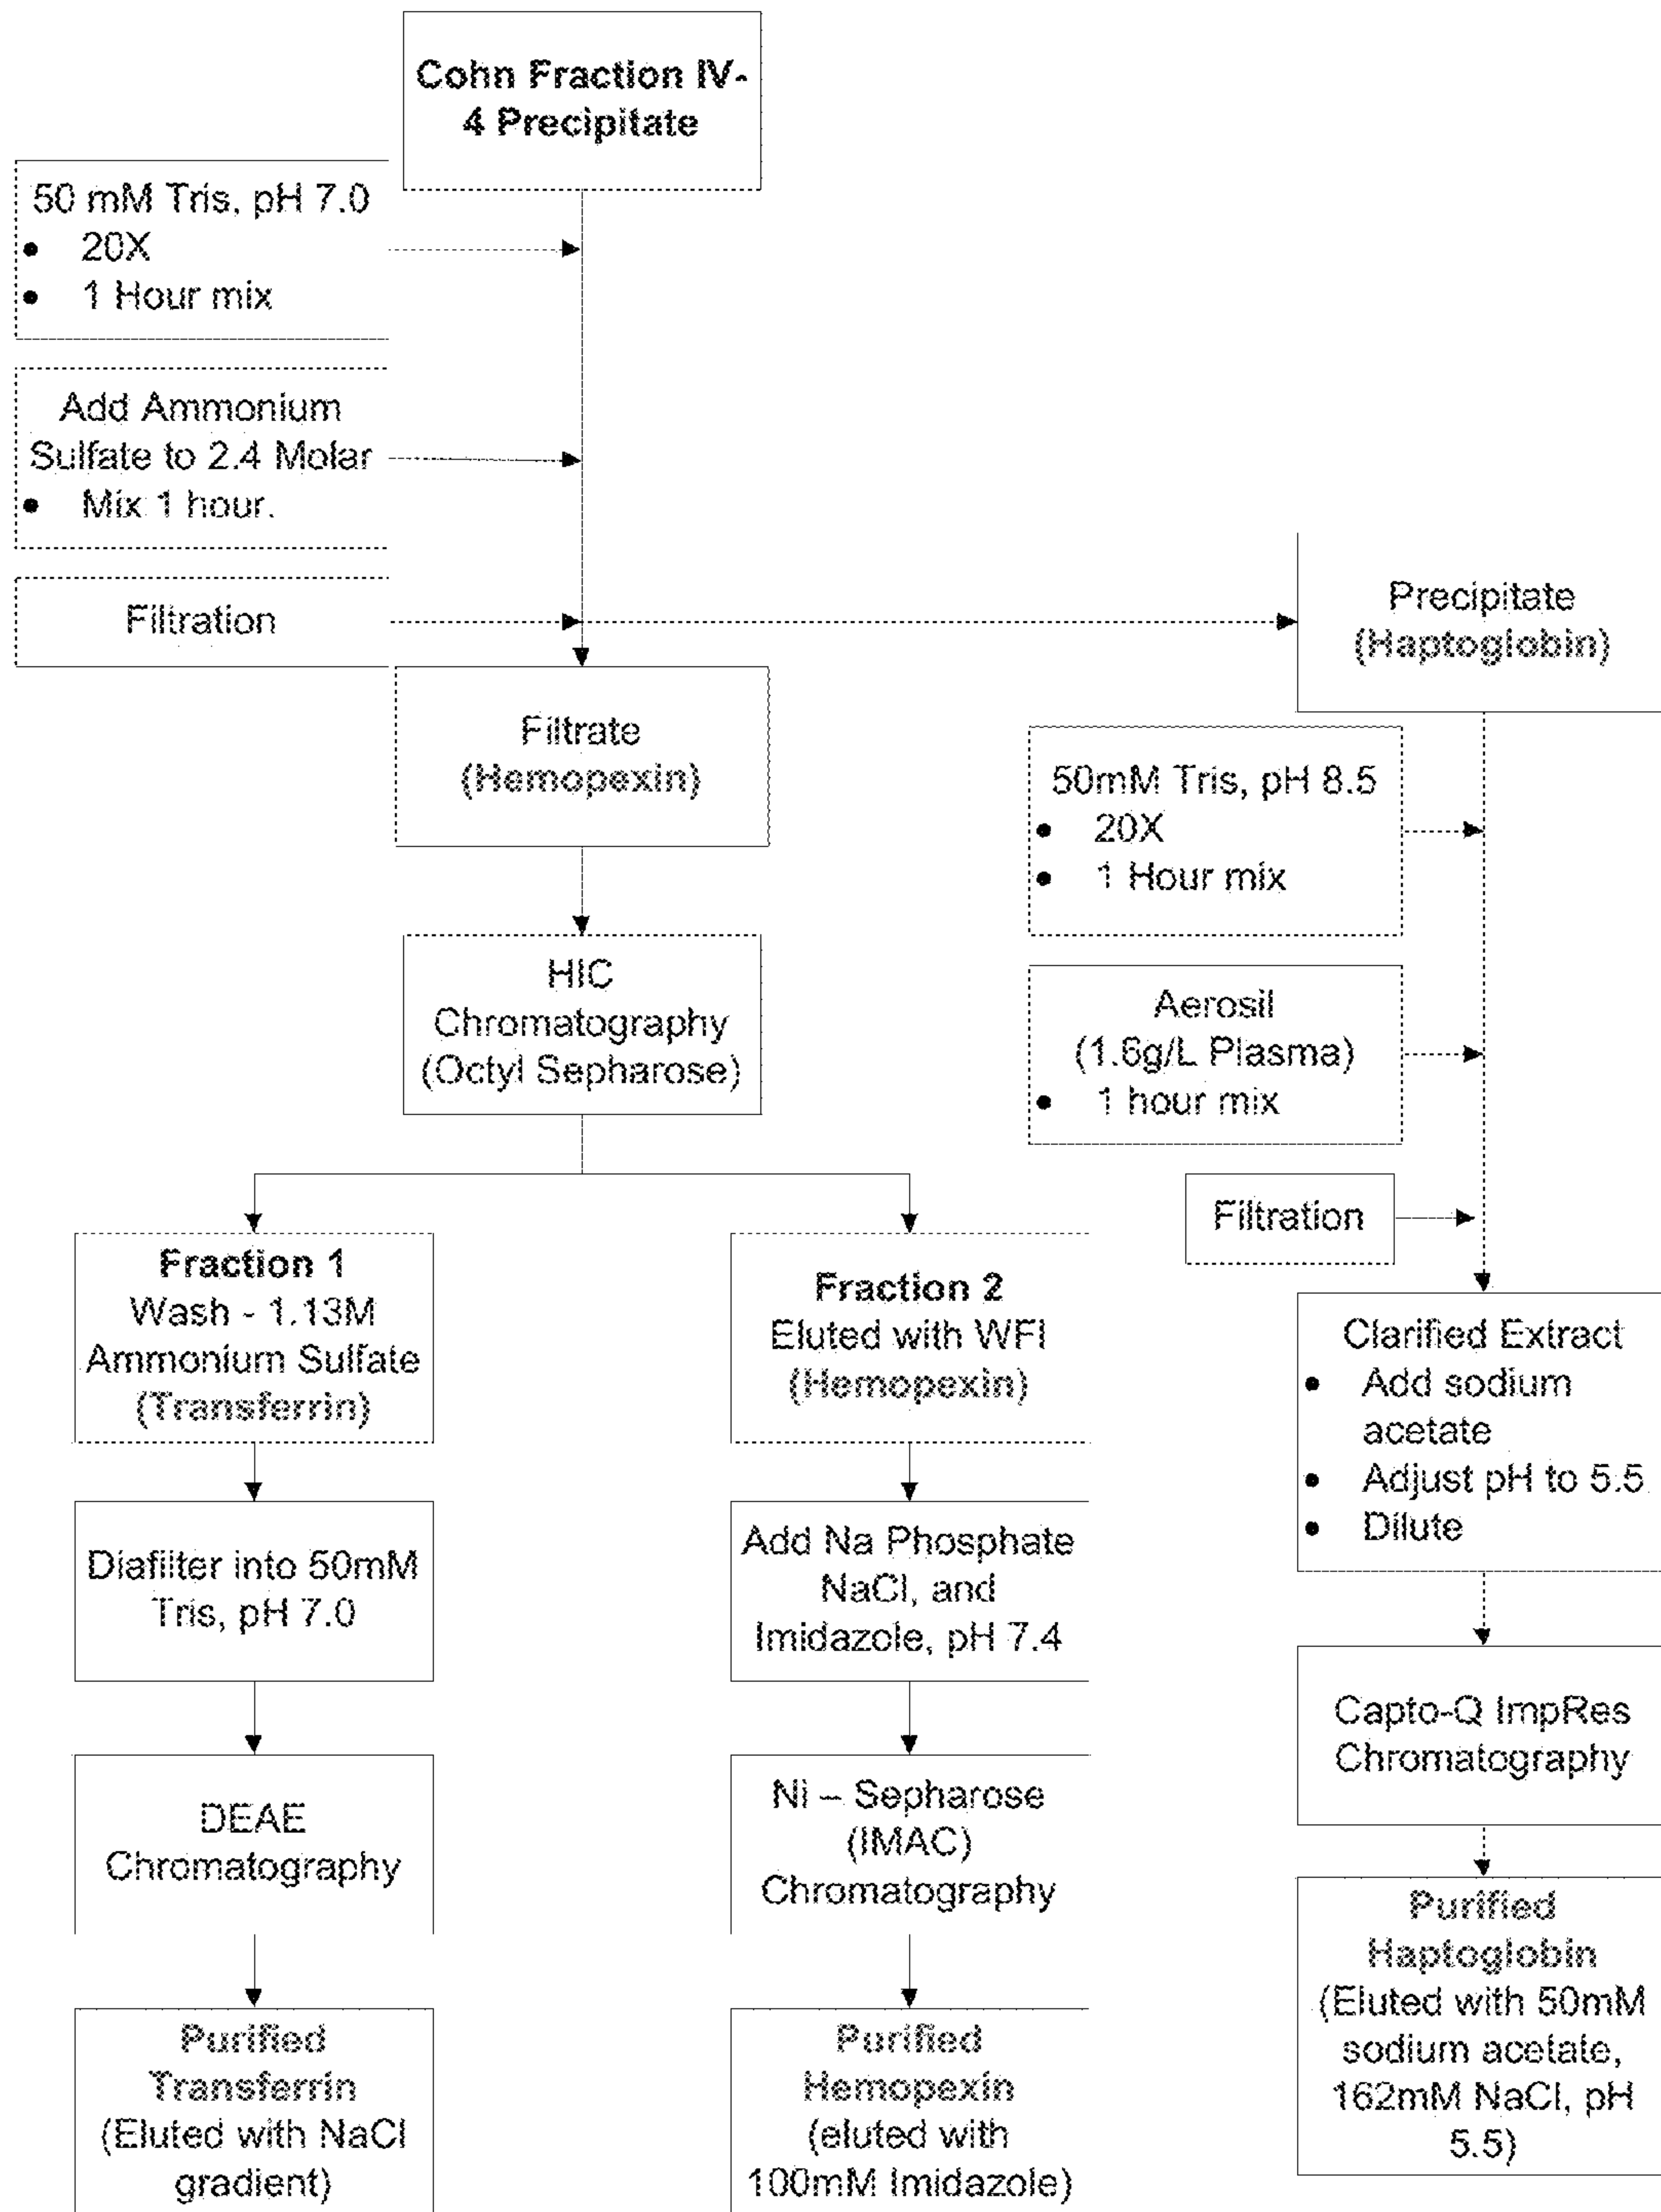 Cohn Fraction IV-
4 Precipitate
50 mM Tris, pH 7.0
• 20X
• 1 Hour mix
Add Ammonium
Sulfate to 2.4 Molar
• Mix 1 hour.
Filtration
Precipitate
(Haptoglobin)
Filtrate
(Hemopexin)
50mM Tris, pH 8.5
• 20X
• 1 Hour mix
HIC
Chromatography
(Octyl Sepharose)
Aerosil
(1.6g/L Plasma)
• 1 hour mix
Filtration
Fraction 1
Wash - 1.13M
Ammonium Sulfate
(Transferrin)
Fraction 2
Eluted with WFI
(Hemopexin)
Clarified Extract
• Add sodium
acetate
• Adjust pH to 5.5
• Dilute
Diafilter into 50mM
Tris, pH 7.0
Add Na Phosphate
NaCl, and
Imidazole, pH 7.4
Capto-Q ImpRes
Chromatography
DEAE
Chromatography
Ni – Sepharose
(IMAC)
Chromatography
Purified
Haptoglobin
(Eluted with 50mM
sodium acetate,
162mM NaCl, pH
5.5)
Purified
Transferrin
(Eluted with NaCl
gradient)
Purified
Hemopexin
(eluted with
100mM Imidazole)